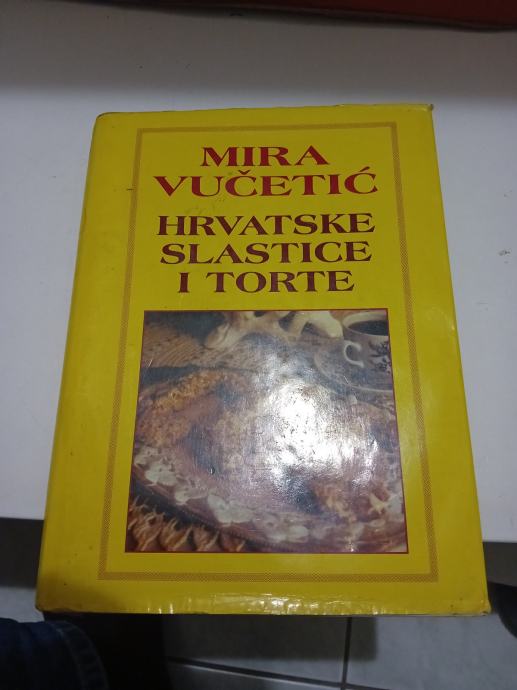 MIRA
VUČETIĆ
HRVATSKE
SLASTICE
I TORTE